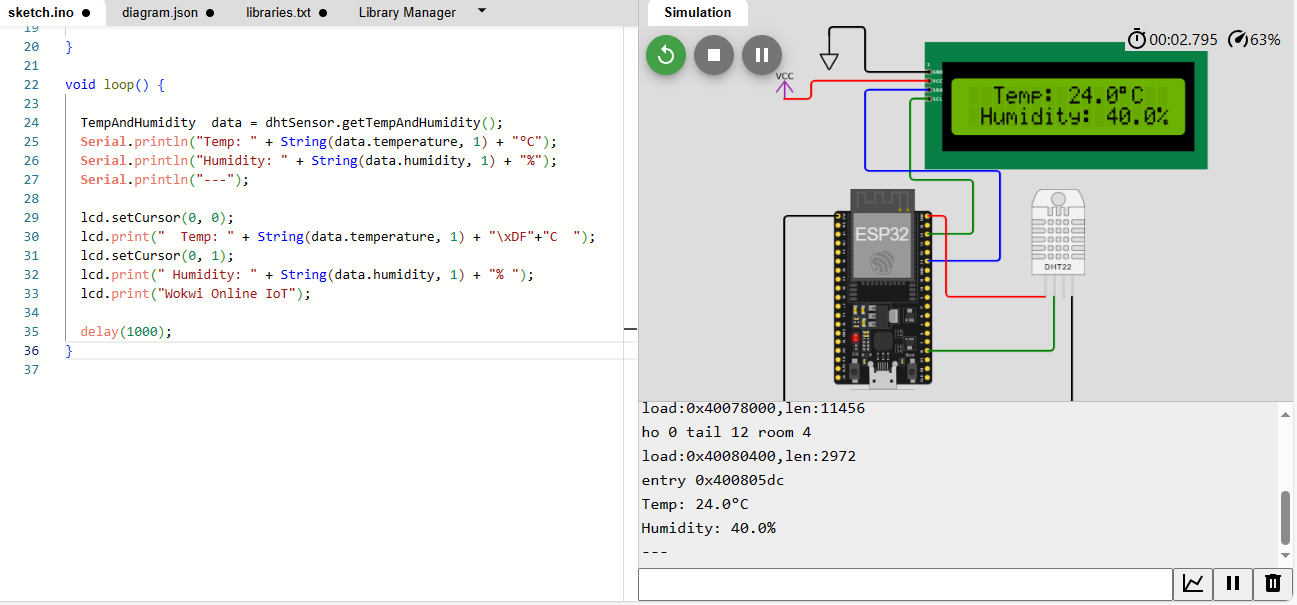 sketch.ino ● diagram.json ● libraries.txt ● Library Manager
19
20 }
21
22 void loop() {
23
24 TempAndHumidity  data = dhtSensor.getTempAndHumidity();
25 Serial.println("Temp: " + String(data.temperature, 1) + "°C");
26 Serial.println("Humidity: " + String(data.humidity, 1) + "%");
27 Serial.println("---");
28
29 lcd.setCursor(0, 0);
30 lcd.print("  Temp: " + String(data.temperature, 1) + "\xDF"+"C  ");
31 lcd.setCursor(0, 1);
32 lcd.print(" Humidity: " + String(data.humidity, 1) + "% ");
33 lcd.print("Wokwi Online IoT");
34
35 delay(1000);
36 }
37
Simulation
00:02.795 63%
VCC
GND
VCC
SDA
SCL
Temp: 24.0°C
Humidity: 40.0%
ESP32
DHT22
load:0x40078000,len:11456
ho 0 tail 12 room 4
load:0x40080400,len:2972
entry 0x400805dc
Temp: 24.0°C
Humidity: 40.0%
---